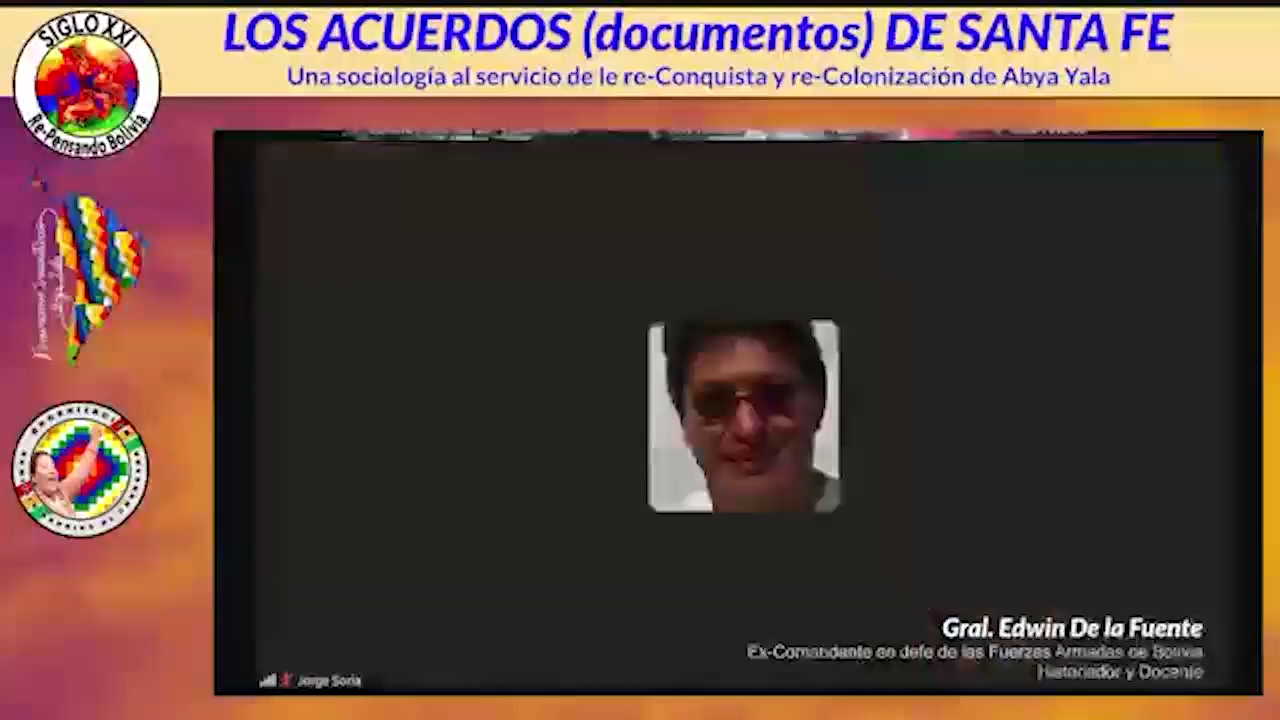 LOS ACUERDOS (documentos) DE SANTA FE
Una sociología al servicio de le re-Conquista y re-Colonización de Abya Yala
SIGLO XXI
Re-Pensando Bolivia
Gral. Edwin De la Fuente
Ex-Comandante en defe de las Fuerzas Armadas de Bolivia
Historiador y Docente
Jorge Soria